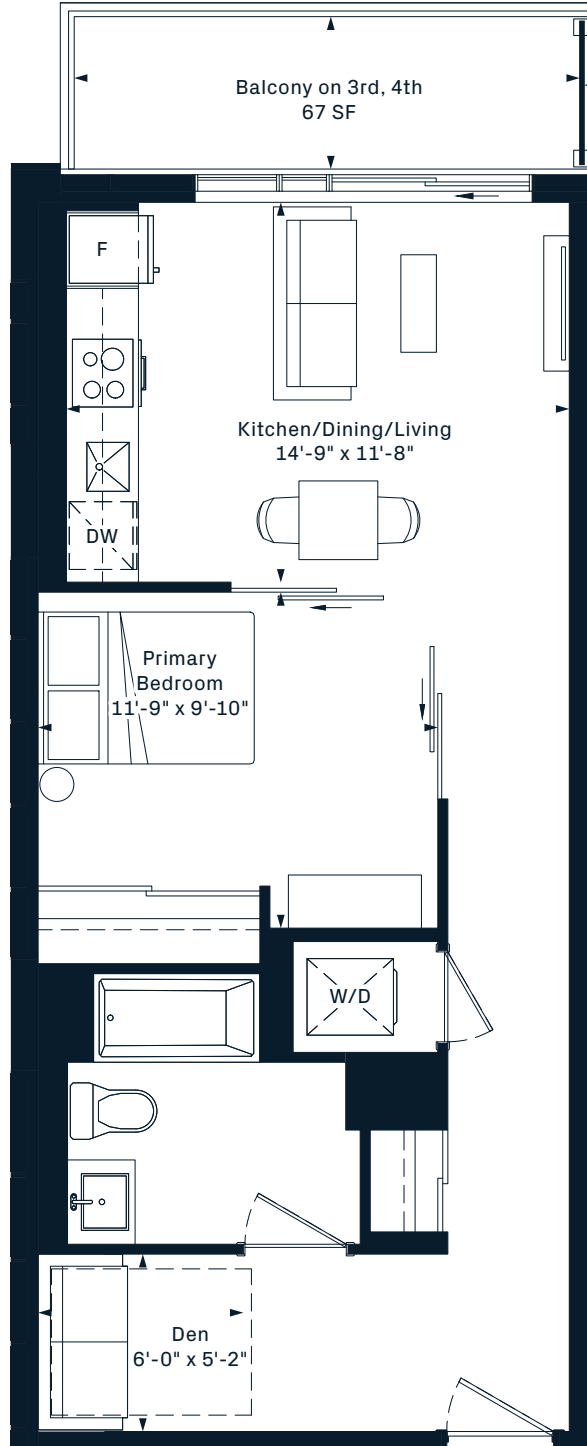 Balcony on 3rd, 4th
67 SF
F
Kitchen/Dining/Living
14'-9" x 11'-8"
DW
Primary
Bedroom
11'-9" x 9'-10"
W/D
Den
6'-0" x 5'-2"